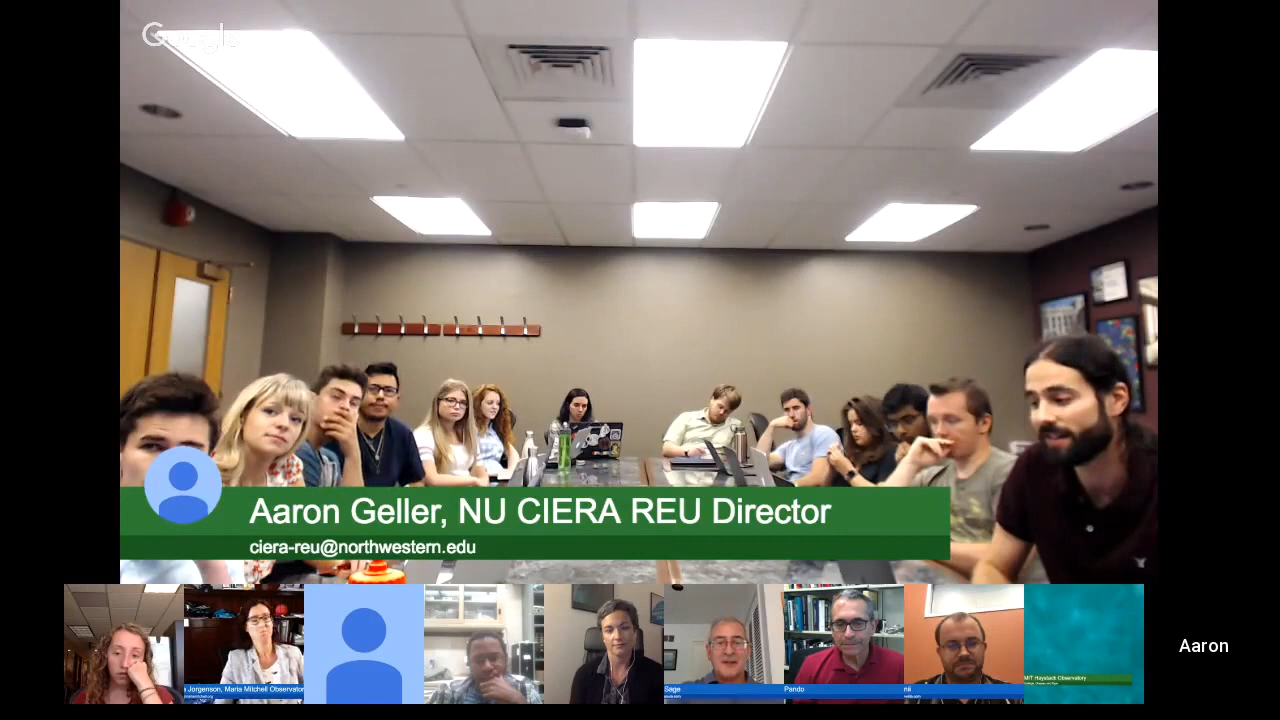 Google
Aaron Geller, NU CIERA REU Director
ciera-reu@northwestern.edu
Jorgenson, Maria Mitchell Observator
Sage
Pando
MIT Haystack Observatory
Aaron